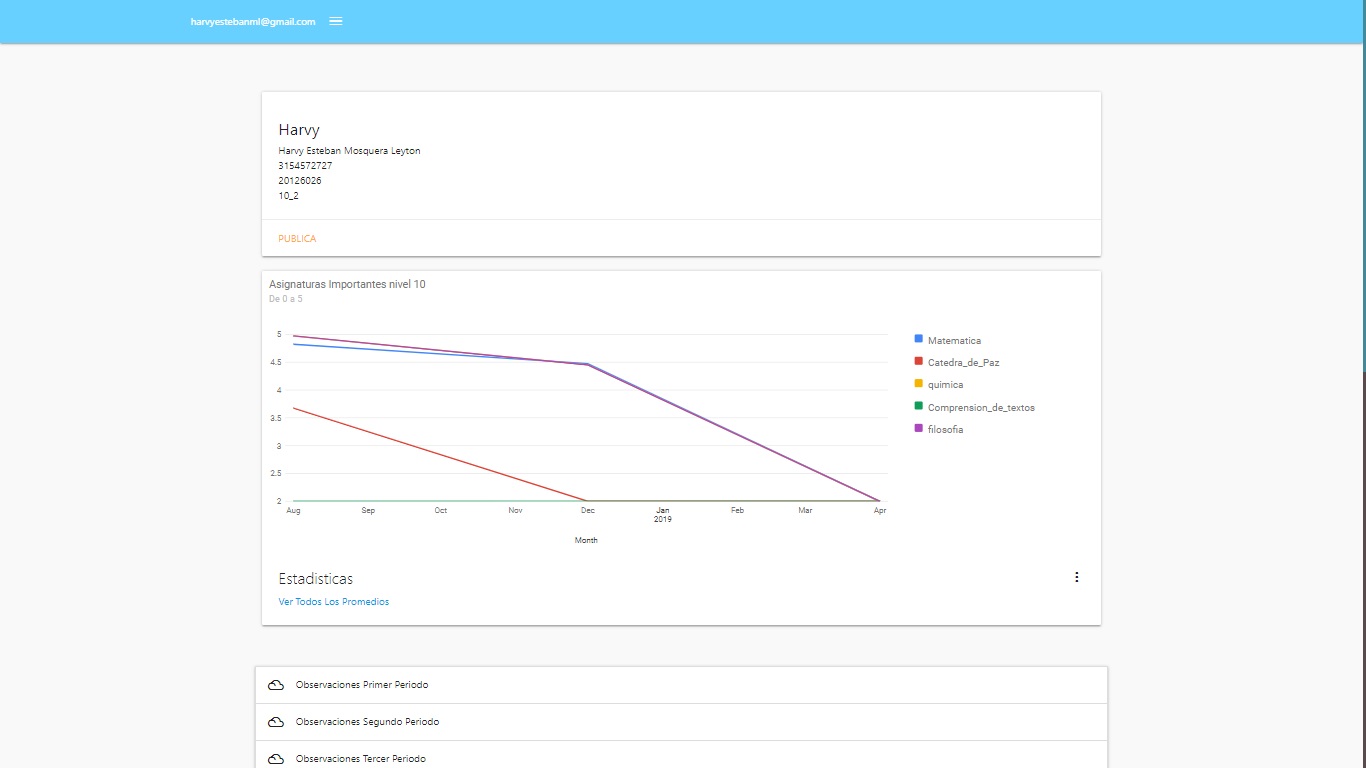 harvyestebanml@gmail.com
Harvy
Harvy Esteban Mosquera Leyton
3154572727
20126026
10_2
PUBLICA
Asignaturas Importantes nivel 10
De 0 a 5
5
4.5
4
3.5
3
2.5
2
Aug Sep Oct Nov Dec Jan Feb Mar Apr
2019
Month
Matematica
Catedra_de_Paz
quimica
Comprension_de_textos
filosofia
Estadisticas
Ver Todos Los Promedios
Observaciones Primer Periodo
Observaciones Segundo Periodo
Observaciones Tercer Periodo